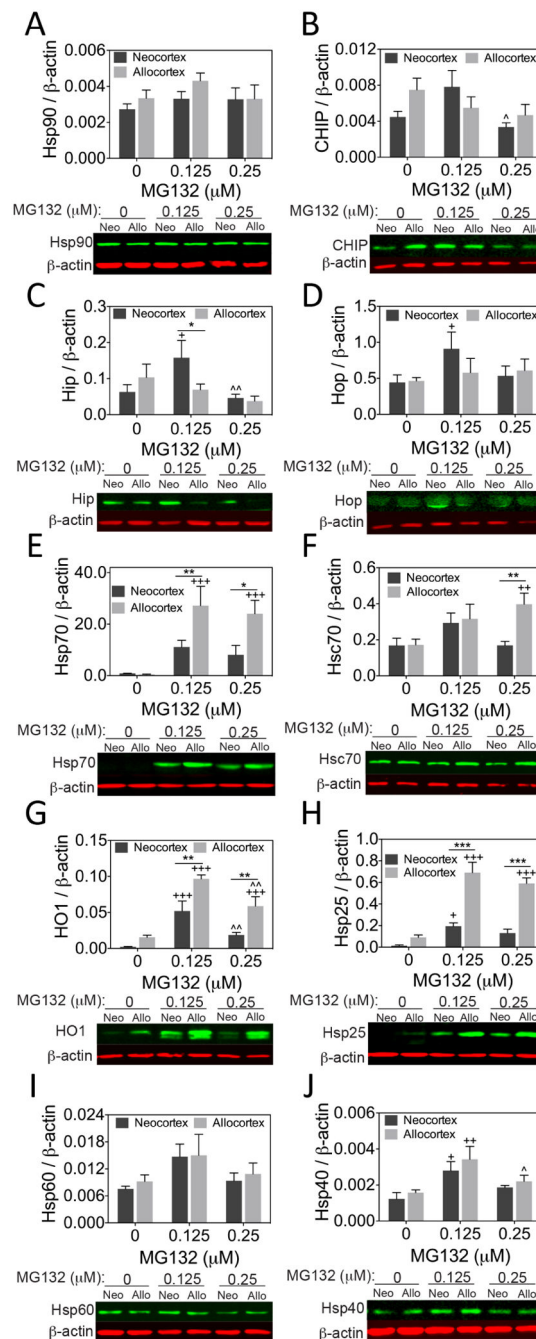 A
Hsp90 / β-actin
0.006
0.004
0.002
0.000
Neocortex
Allocortex
0 0.125 0.25
MG132 (μM)
MG132 (μM): 0 0.125 0.25
Neo Allo Neo Allo Neo Allo
Hsp90
β-actin
B
CHIP / β-actin
0.012
0.008
0.004
0.000
Neocortex
Allocortex
^
0 0.125 0.25
MG132 (μM)
MG132 (μM): 0 0.125 0.25
Neo Allo Neo Allo Neo Allo
CHIP
β-actin
C
Hip / β-actin
0.3
0.2
0.1
0.0
Neocortex Allocortex
*
+
^^
0 0.125 0.25
MG132 (μM)
MG132 (μM): 0 0.125 0.25
Neo Allo Neo Allo Neo Allo
Hip
β-actin
D
Hop / β-actin
1.5
1.0
0.5
0.0
Neocortex Allocortex
+
0 0.125 0.25
MG132 (μM)
MG132 (μM): 0 0.125 0.25
Neo Allo Neo Allo Neo Allo
Hop
β-actin
E
Hsp70 / β-actin
40.0
20.0
0.0
Neocortex
Allocortex
**
+++
*
+++
0 0.125 0.25
MG132 (μM)
MG132 (μM): 0 0.125 0.25
Neo Allo Neo Allo Neo Allo
Hsp70
β-actin
F
Hsc70 / β-actin
0.6
0.4
0.2
0.0
Neocortex
Allocortex
**
++
0 0.125 0.25
MG132 (μM)
MG132 (μM): 0 0.125 0.25
Neo Allo Neo Allo Neo Allo
Hsc70
β-actin
G
HO1 / β-actin
0.15
0.10
0.05
0.00
Neocortex Allocortex
**
+++
+++
**
^^
+++
^^
0 0.125 0.25
MG132 (μM)
MG132 (μM): 0 0.125 0.25
Neo Allo Neo Allo Neo Allo
HO1
β-actin
H
Hsp25 / β-actin
1.0
0.8
0.6
0.4
0.2
0.0
Neocortex
Allocortex
***
+++
+
***
+++
0 0.125 0.25
MG132 (μM)
MG132 (μM): 0 0.125 0.25
Neo Allo Neo Allo Neo Allo
Hsp25
β-actin
I
Hsp60 / β-actin
0.024
0.018
0.012
0.006
0.000
Neocortex
Allocortex
0 0.125 0.25
MG132 (μM)
MG132 (μM): 0 0.125 0.25
Neo Allo Neo Allo Neo Allo
Hsp60
β-actin
J
Hsp40 / β-actin
0.006
0.004
0.002
0.000
Neocortex
Allocortex
+
++
^
0 0.125 0.25
MG132 (μM)
MG132 (μM): 0 0.125 0.25
Neo Allo Neo Allo Neo Allo
Hsp40
β-actin